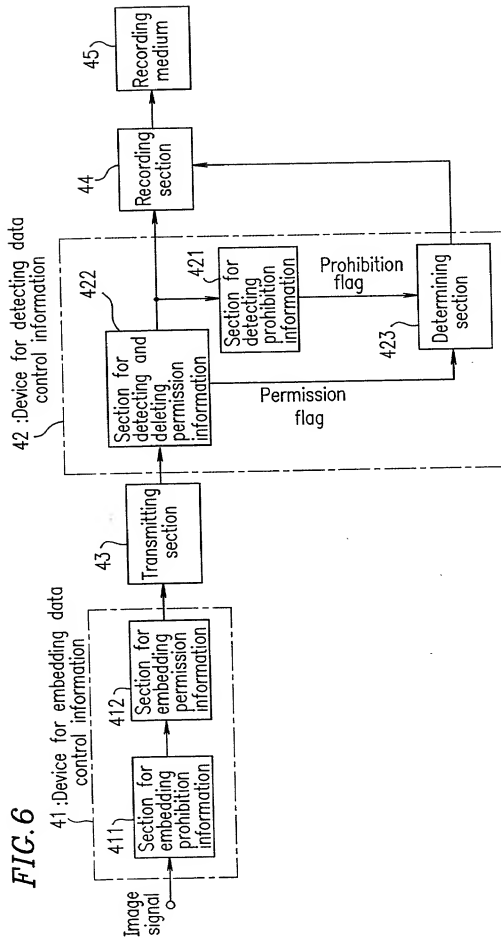 FIG.6
41 :Device for embedding data
control information
Image
signal
411
Section for
embedding
prohibition
information
412
Section for
embedding
permission
information
43
Transmitting
section
42 :Device for detecting data
control information
422
Section for
detecting and
deleting
permission
information
421
Section for
detecting
prohibition
information
Prohibition
flag
Permission
flag
423
Determining
section
44
Recording
section
45
Recording
medium